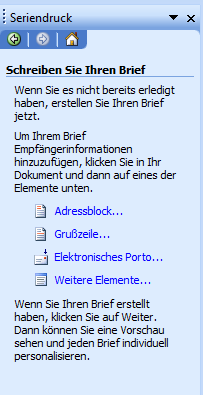 Seriendruck
Schreiben Sie Ihren Brief
Wenn Sie es nicht bereits erledigt
haben, erstellen Sie Ihren Brief
jetzt.
Um Ihrem Brief
Empfängerinformationen
hinzuzufügen, klicken Sie in Ihr
Dokument und dann auf eines der
Elemente unten.
Adressblock...
Grußzeile...
Elektronisches Porto...
Weitere Elemente...
Wenn Sie Ihren Brief erstellt
haben, klicken Sie auf Weiter.
Dann können Sie eine Vorschau
sehen und jeden Brief individuell
personalisieren.